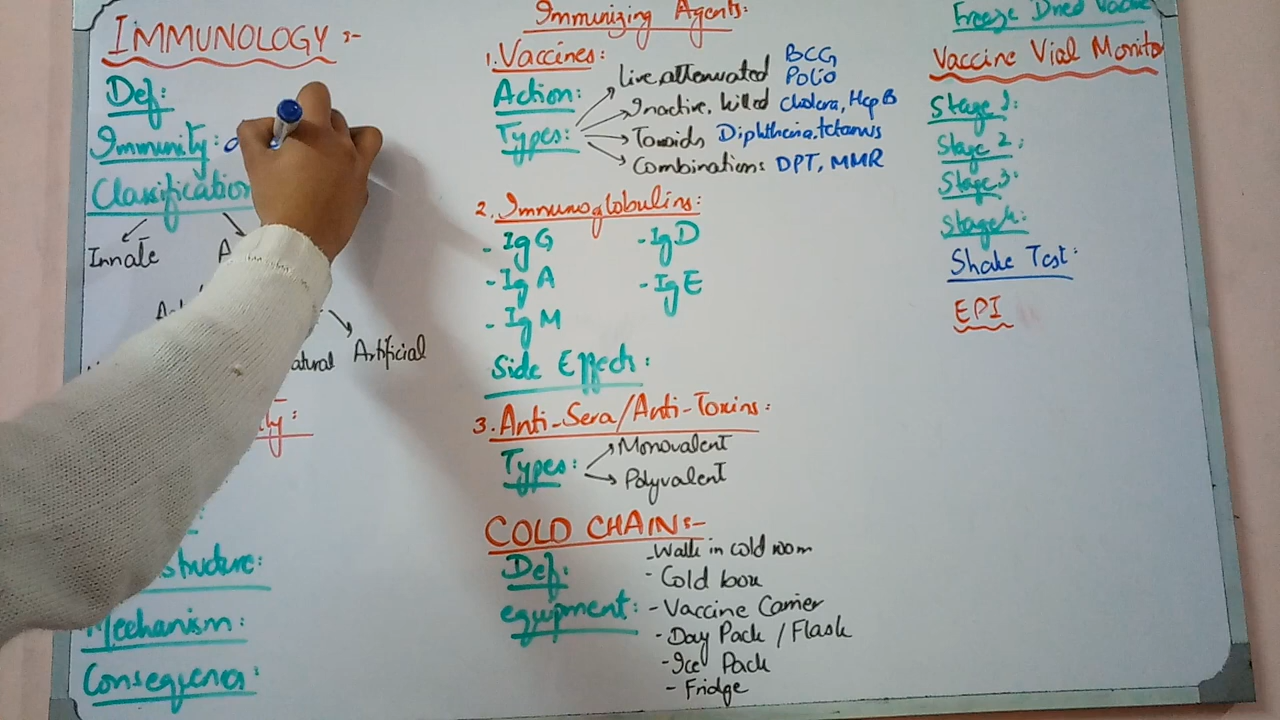 IMMUNOLOGY :-
Def:
Immunity:
Classification
Innate
Natural
Artificial
structure:
Mechanism:
Consequences:
Immunizing Agents:
1. Vaccines:
Action:
Types:
Live, attenuated BCG Polio
Inactive, killed Cholera, Hep B
Toxoids Diphtheria, tetanus
Combinations DPT, MMR
2. Immunoglobulins:
- IgG
- IgA
- IgM
- IgD
- IgE
Side Effects:
3. Anti-Sera/Anti-Toxins:
Types:
Monovalent
Polyvalent
COLD CHAIN:-
Def:
equipment:
- Walk in cold room
- Cold box
- Vaccine Carrier
- Day Pack / Flask
- Ice Pack
- Fridge
Freeze Dried Vaccine
Vaccine Vial Monitor
Stage 1:
Stage 2:
Stage 3:
Stage 4:
Shake Test:
EPI